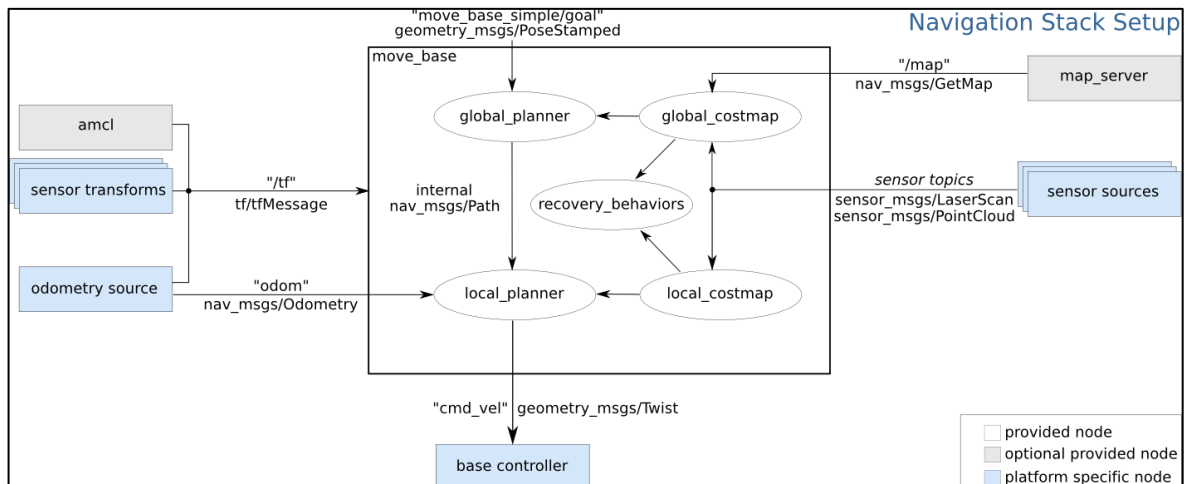 "move_base_simple/goal"
geometry_msgs/PoseStamped
Navigation Stack Setup
move_base
"/map"
nav_msgs/GetMap
map_server
amcl
global_planner
global_costmap
sensor transforms
"/tf"
tf/tfMessage
internal
nav_msgs/Path
recovery_behaviors
sensor topics
sensor_msgs/LaserScan
sensor_msgs/PointCloud
sensor sources
odometry source
"odom"
nav_msgs/Odometry
local_planner
local_costmap
"cmd_vel"
geometry_msgs/Twist
base controller
provided node
optional provided node
platform specific node